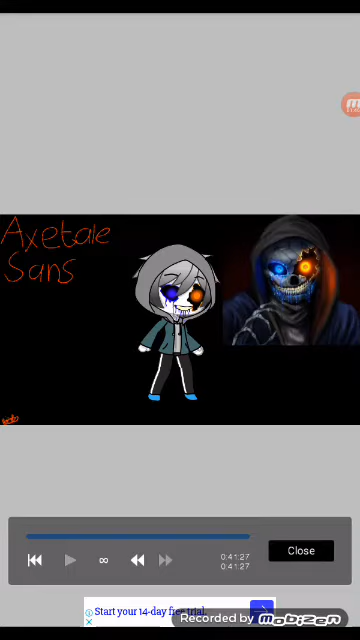 Axetale
Sans
0:41:27
0:41:27
Close
Start your 14-day free trial.
Recorded by
MOBIZEN